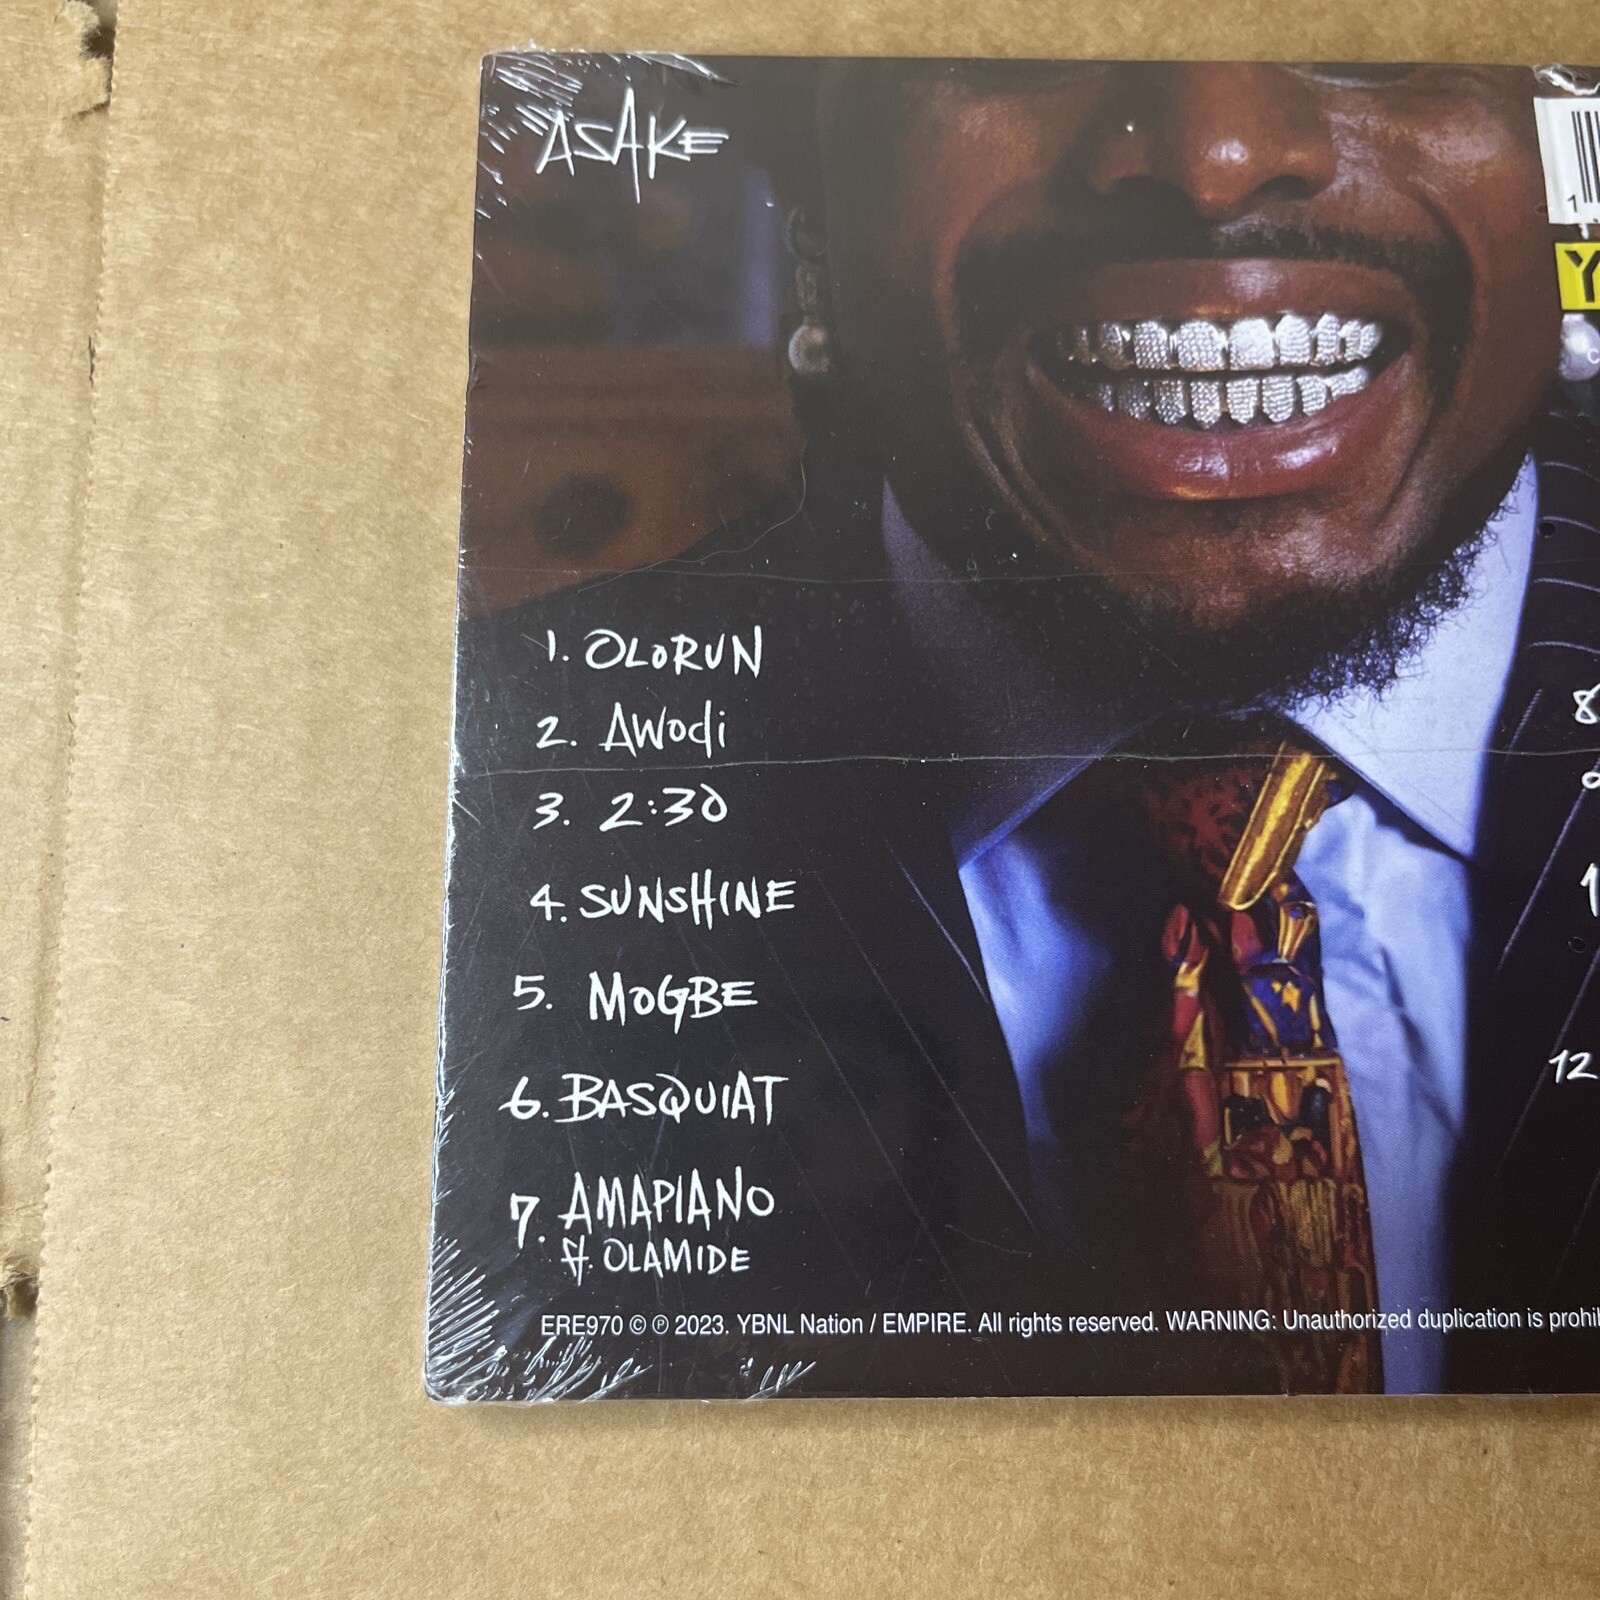 ASAKE
1
Y
1. OLORUN
2. AWOdi
3. 2:30
4. SUNSHINE
5. MOGBE
6. BASQUIAT
7. AMAPIANO
ft. OLAMIDE
8
12
ERE970 © ℗ 2023. YBNL Nation / EMPIRE. All rights reserved. WARNING: Unauthorized duplication is